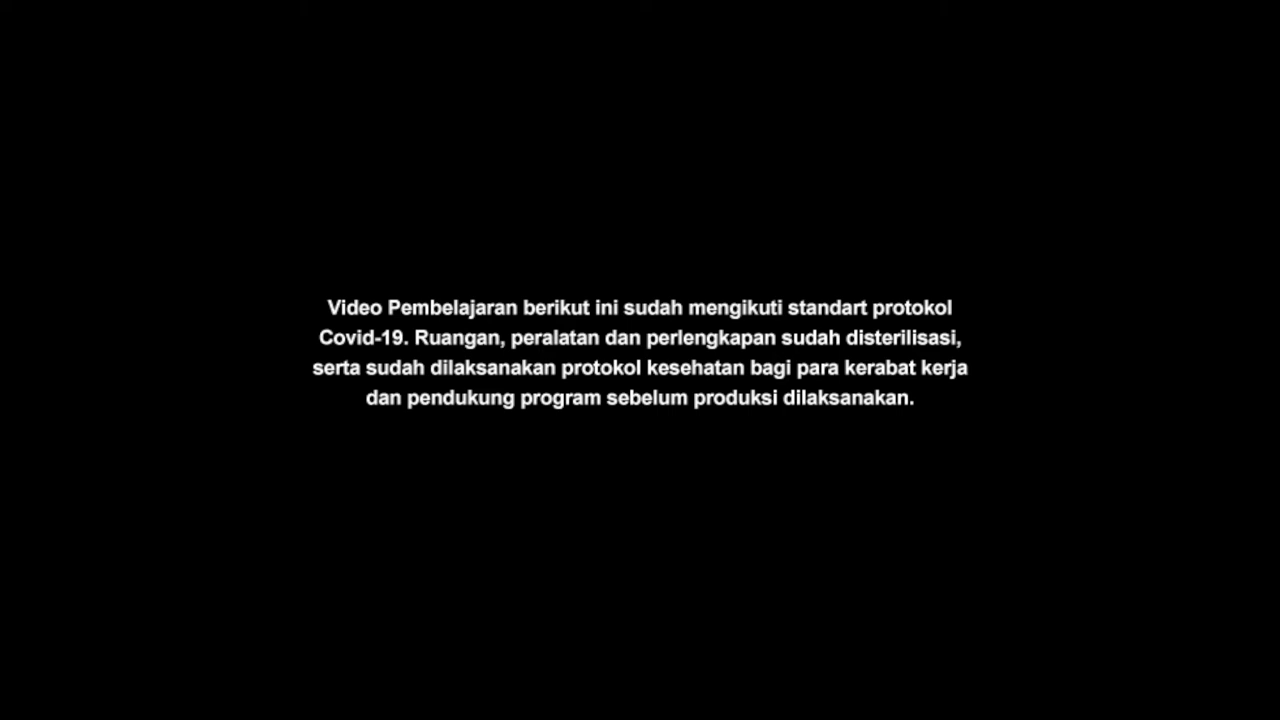 Video Pembelajaran berikut ini sudah mengikuti standart protokol
Covid-19. Ruangan, peralatan dan perlengkapan sudah disterilisasi,
serta sudah dilaksanakan protokol kesehatan bagi para kerabat kerja
dan pendukung program sebelum produksi dilaksanakan.